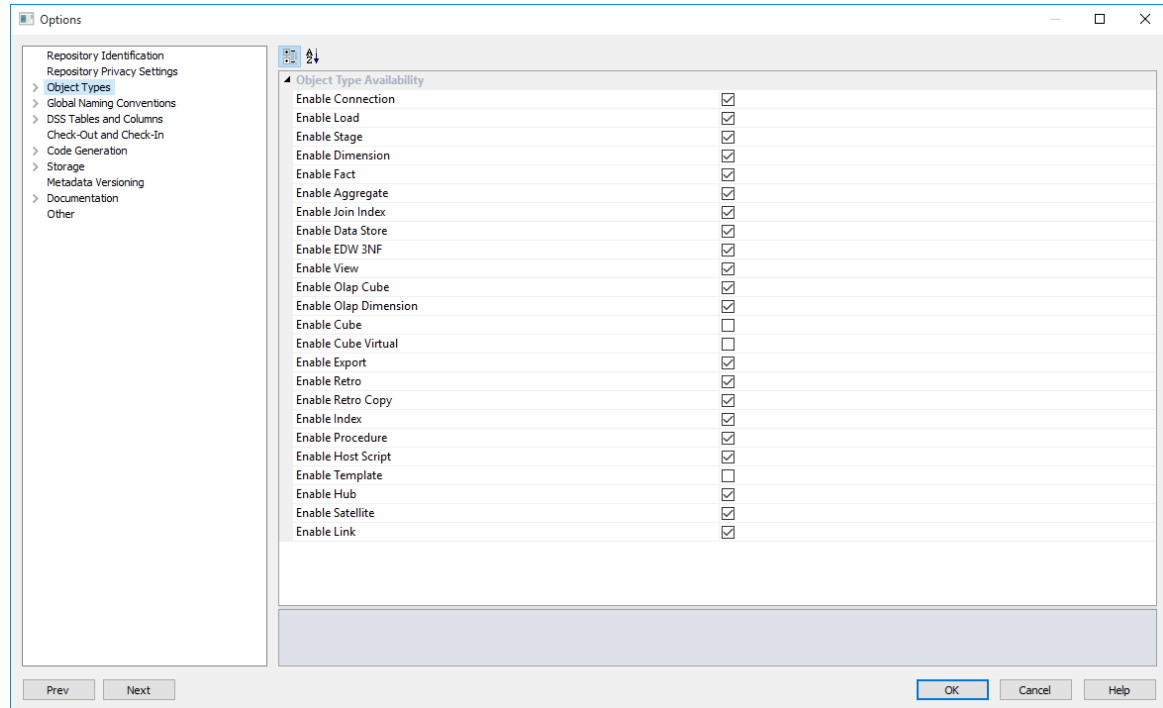 Options
Repository Identification
Repository Privacy Settings
Object Types
Global Naming Conventions
DSS Tables and Columns
Check-Out and Check-In
Code Generation
Storage
Metadata Versioning
Documentation
Other
Object Type Availability
Enable Connection
Enable Load
Enable Stage
Enable Dimension
Enable Fact
Enable Aggregate
Enable Join Index
Enable Data Store
Enable EDW 3NF
Enable View
Enable Olap Cube
Enable Olap Dimension
Enable Cube
Enable Cube Virtual
Enable Export
Enable Retro
Enable Retro Copy
Enable Index
Enable Procedure
Enable Host Script
Enable Template
Enable Hub
Enable Satellite
Enable Link
Prev Next OK Cancel Help